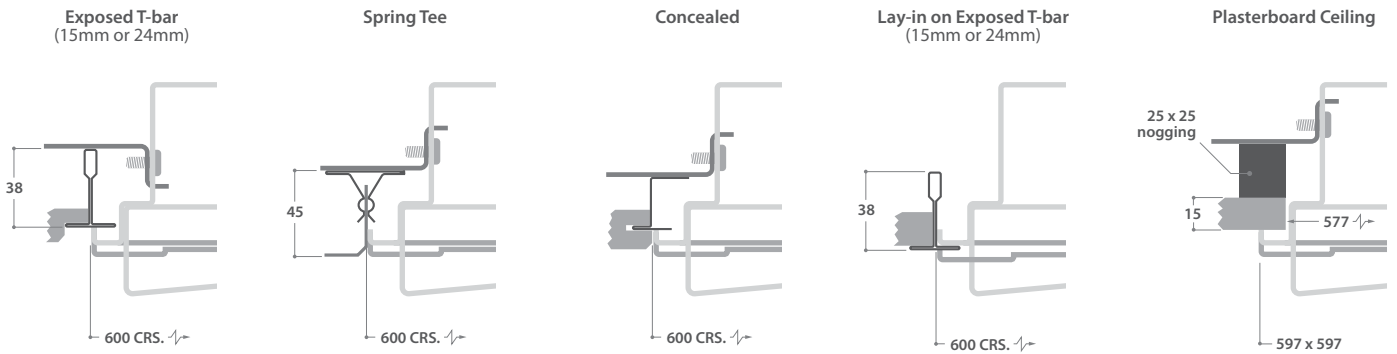 Exposed T-bar
(15mm or 24mm)
Spring Tee
Concealed
Lay-in on Exposed T-bar
(15mm or 24mm)
Plasterboard Ceiling
38
600 CRS.
45
600 CRS.
600 CRS.
38
600 CRS.
25 x 25
nogging
15
577
597 x 597